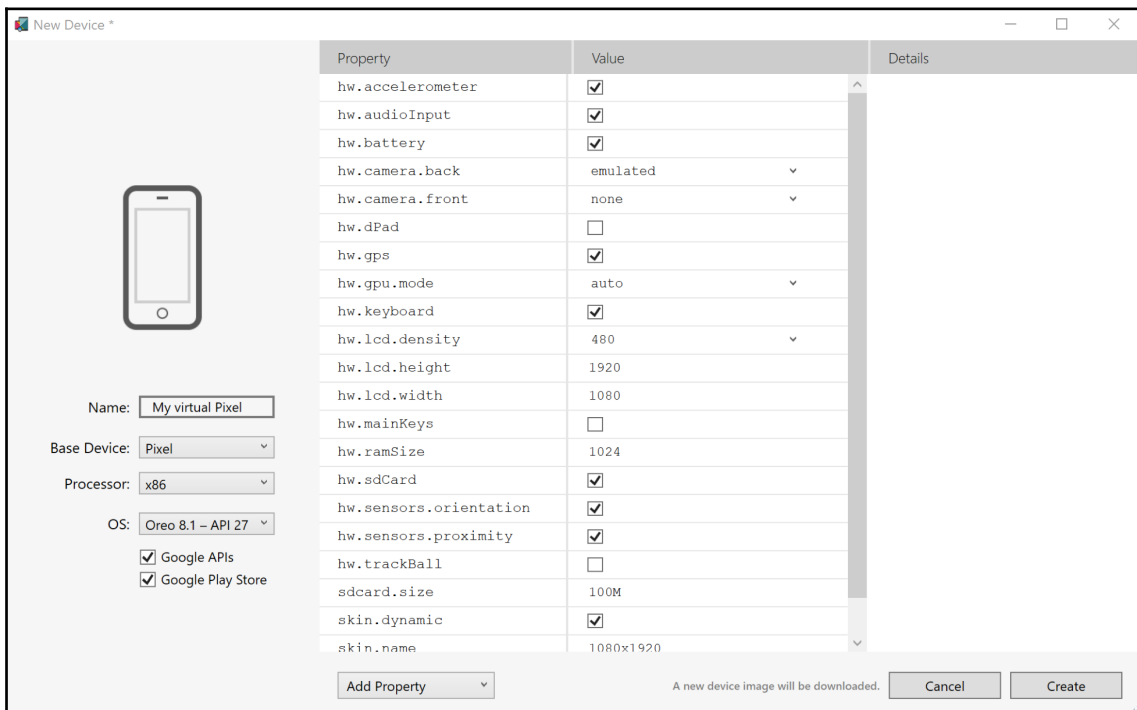 New Device *
Property Value Details
hw.accelerometer
hw.audioInput
hw.battery
hw.camera.back emulated
hw.camera.front none
hw.dPad
hw.gps
hw.gpu.mode auto
hw.keyboard
hw.lcd.density 480
hw.lcd.height 1920
hw.lcd.width 1080
hw.mainKeys
hw.ramSize 1024
hw.sdCard
hw.sensors.orientation
hw.sensors.proximity
hw.trackBall
sdcard.size 100M
skin.dynamic
skin.name 1080x1920
Name: My virtual Pixel
Base Device: Pixel
Processor: x86
OS: Oreo 8.1 – API 27
Google APIs
Google Play Store
Add Property
A new device image will be downloaded.
Cancel
Create